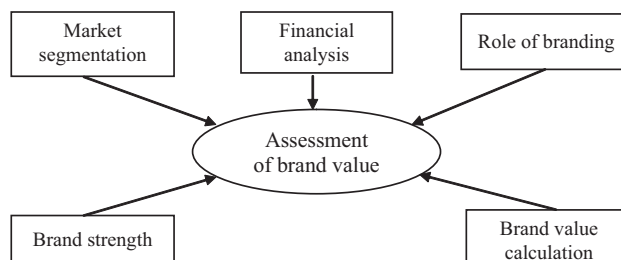 Market
segmentation
Financial
analysis
Role of branding
Assessment
of brand value
Brand strength
Brand value
calculation